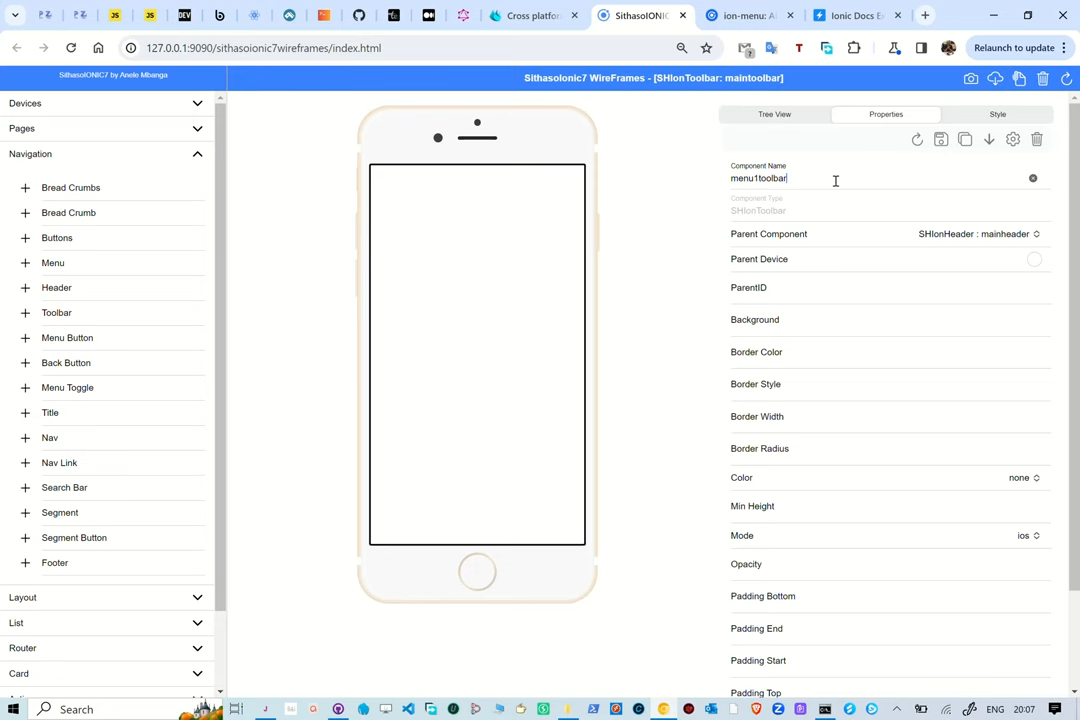 Cross platfor
SithasoIONIC
ion-menu: A
Ionic Docs E
127.0.0.1:9090/sithasoionic7wireframes/index.html
Relaunch to update
SithasoIONIC7 by Anele Mbanga
SithasoIonic7 WireFrames - [SHIonToolbar: maintoolbar]
Devices
Pages
Navigation
Bread Crumbs
Bread Crumb
Buttons
Menu
Header
Toolbar
Menu Button
Back Button
Menu Toggle
Title
Nav
Nav Link
Search Bar
Segment
Segment Button
Footer
Layout
List
Router
Card
Tree View
Properties
Style
Component Name
menu1toolbar
Component Type
SHIonToolbar
Parent Component
SHIonHeader : mainheader
Parent Device
ParentID
Background
Border Color
Border Style
Border Width
Border Radius
Color
none
Min Height
Mode
ios
Opacity
Padding Bottom
Padding End
Padding Start
Padding Top
Search
ENG
20:07